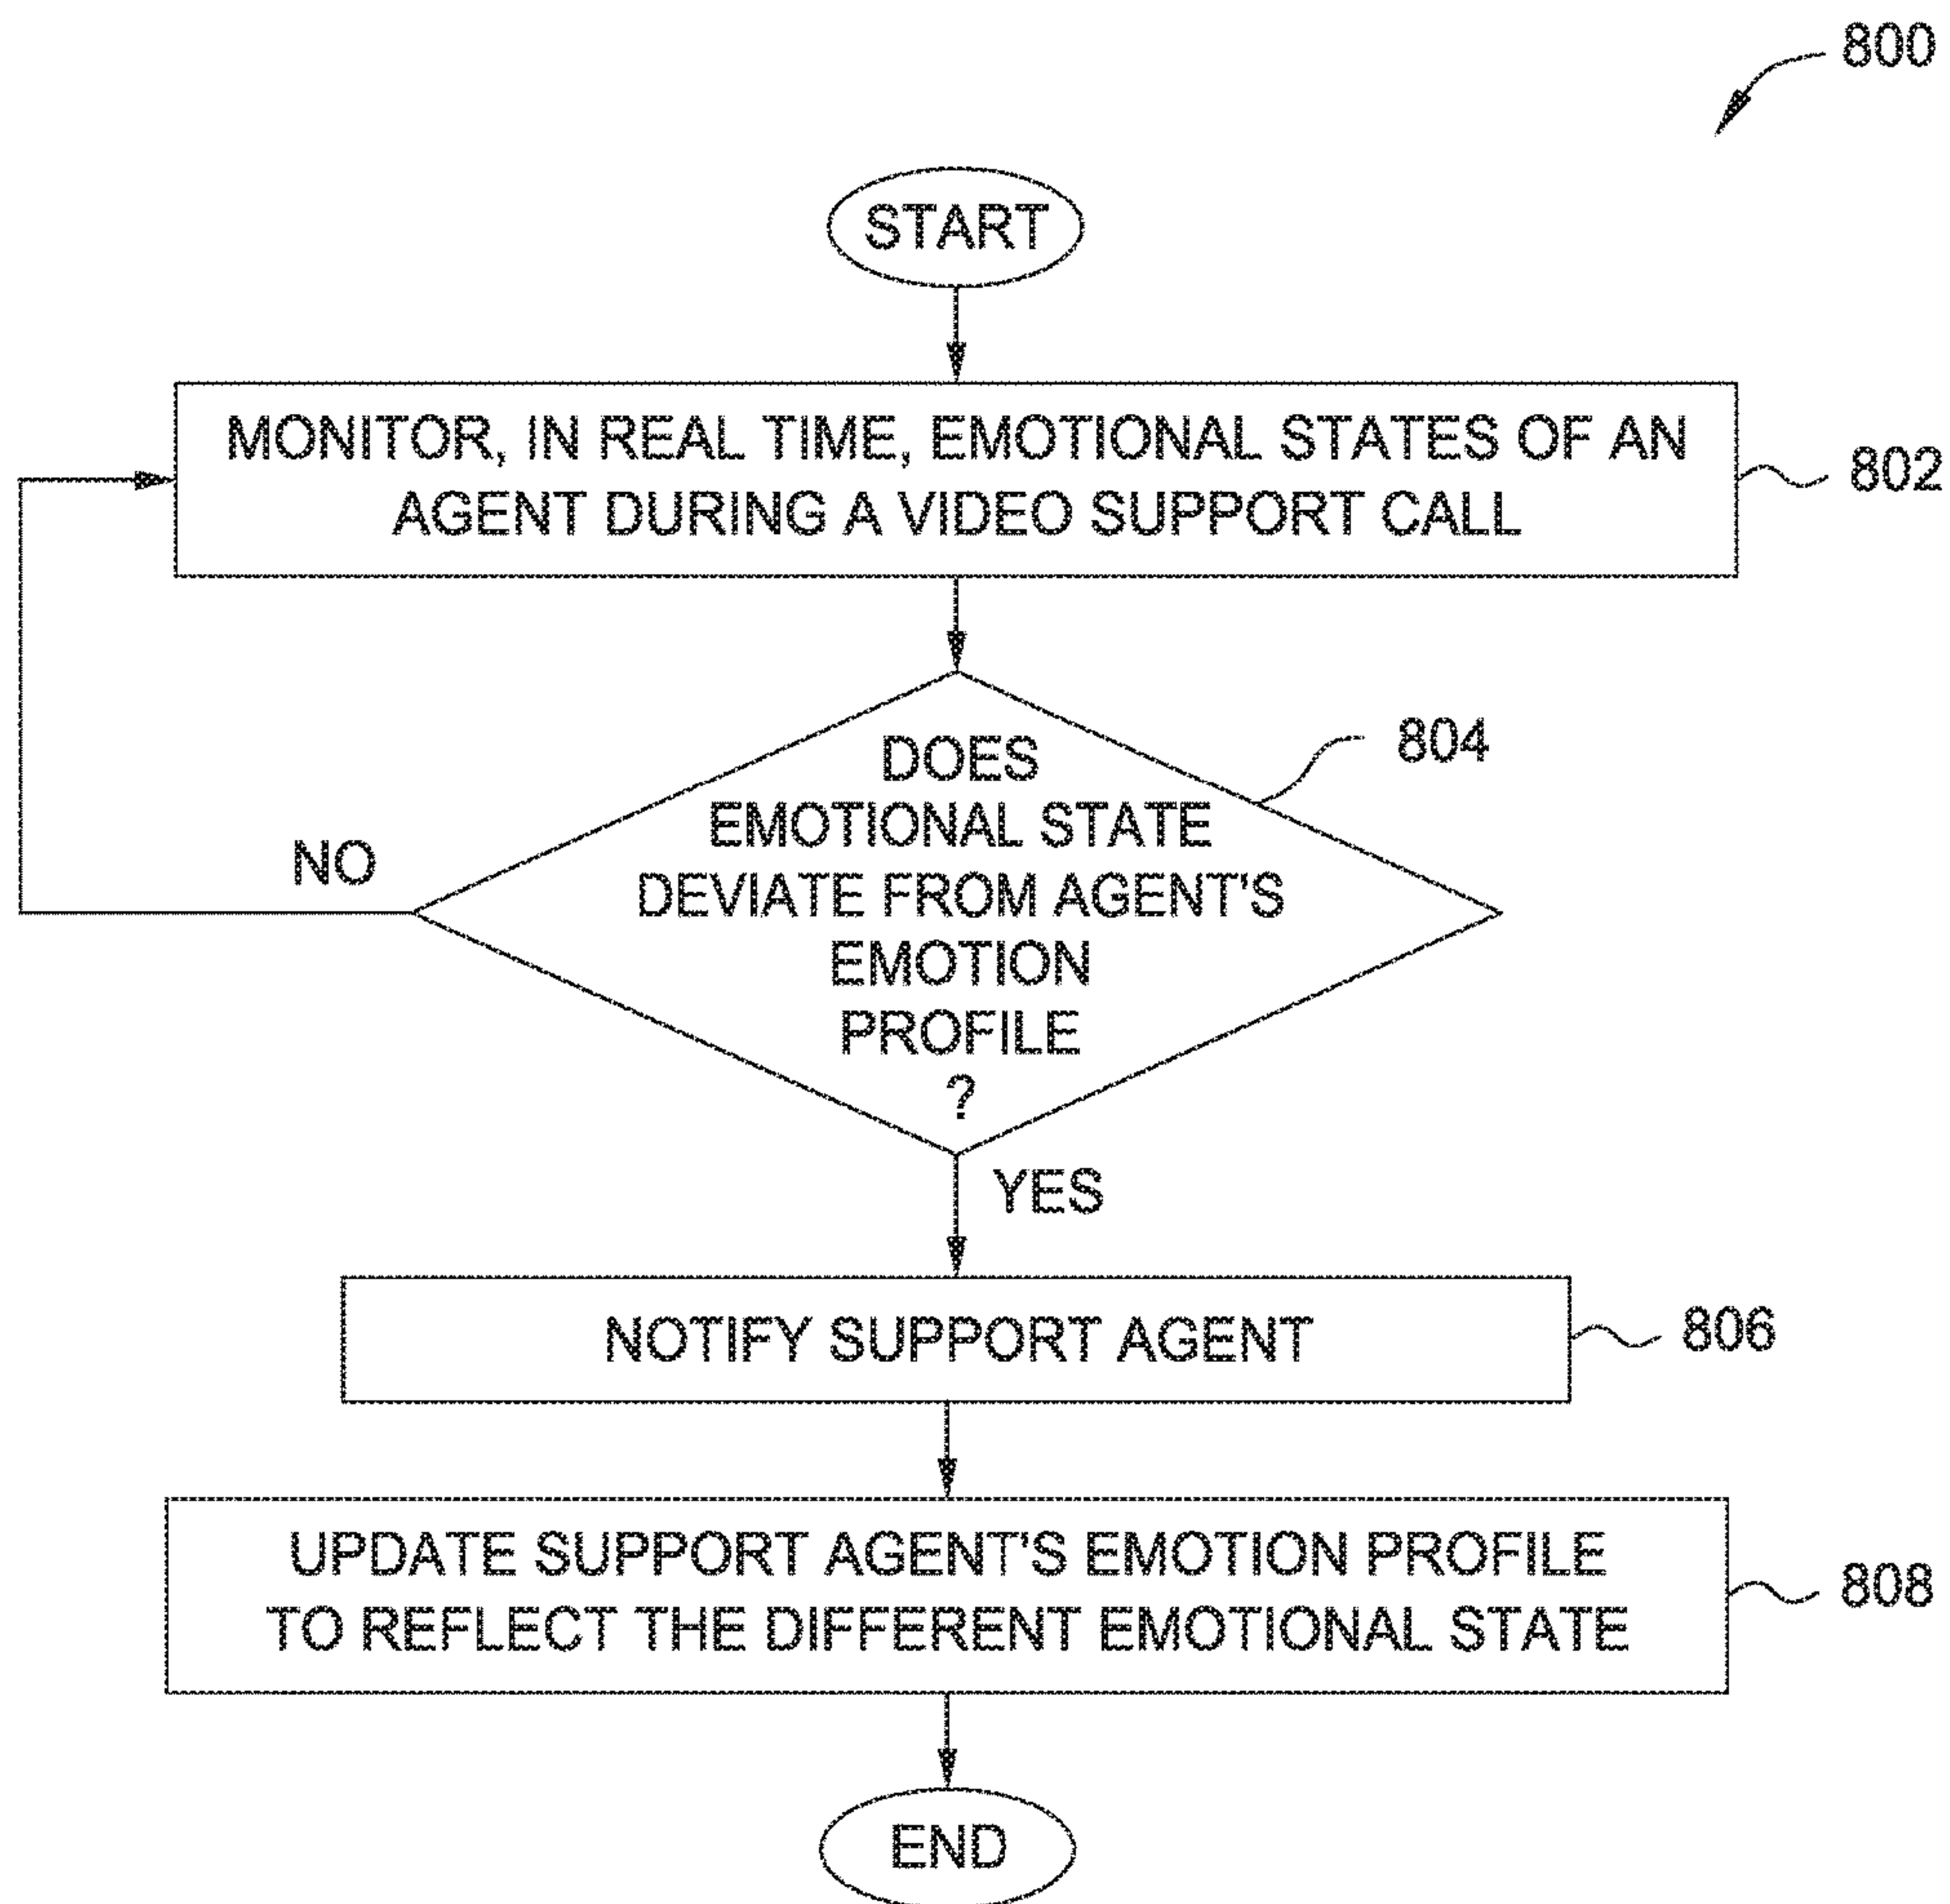 800
START
MONITOR, IN REAL TIME, EMOTIONAL STATES OF AN
AGENT DURING A VIDEO SUPPORT CALL
802
804
DOES
EMOTIONAL STATE
DEVIATE FROM AGENT'S
EMOTION
PROFILE
?
NO
YES
NOTIFY SUPPORT AGENT
806
UPDATE SUPPORT AGENT'S EMOTION PROFILE
TO REFLECT THE DIFFERENT EMOTIONAL STATE
808
END